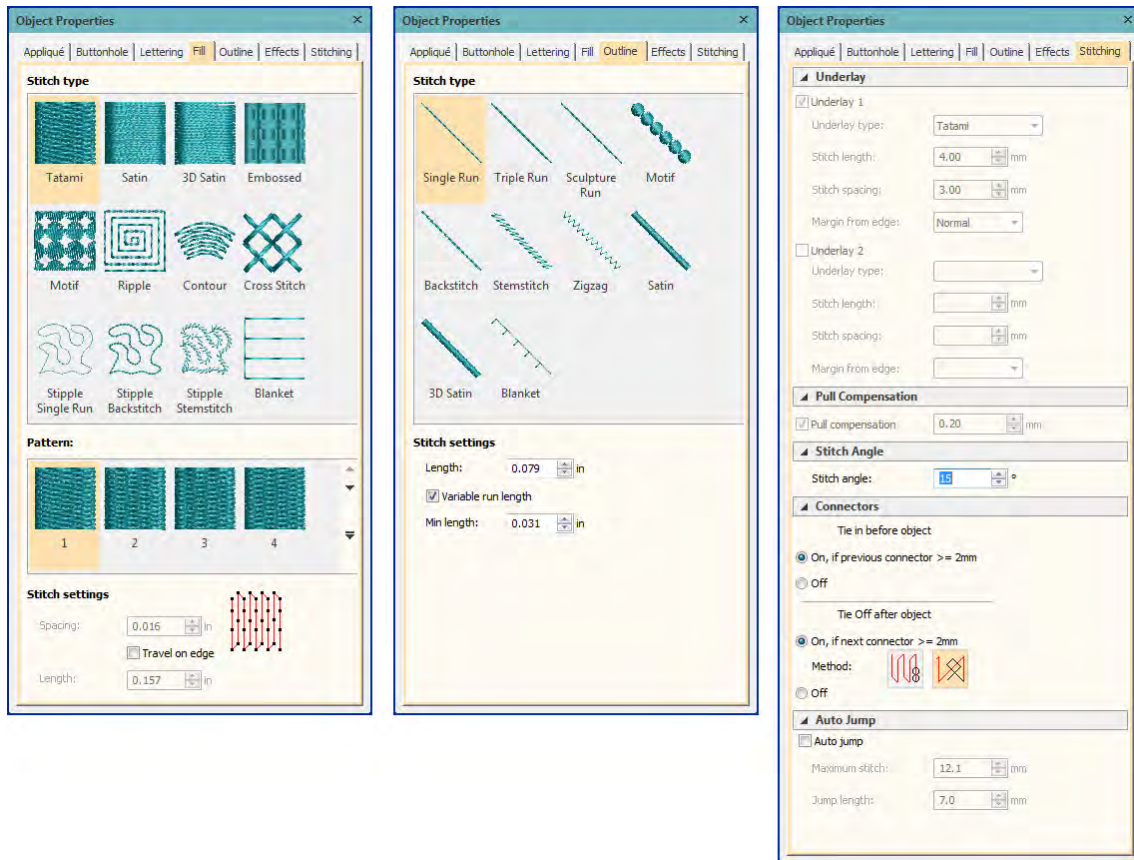 Object Properties ×
Appliqué Buttonhole Lettering Fill Outline Effects Stitching
Stitch type
Tatami Satin 3D Satin Embossed
Motif Ripple Contour Cross Stitch
Stipple Single Run Stipple Backstitch Stipple Stemstitch Blanket
Pattern:
1 2 3 4
Stitch settings
Spacing: 0.016 in
Travel on edge
Length: 0.157 in
Object Properties ×
Appliqué Buttonhole Lettering Fill Outline Effects Stitching
Stitch type
Single Run Triple Run Sculpture Run Motif
Backstitch Stemstitch Zigzag Satin
3D Satin Blanket
Stitch settings
Length: 0.079 in
Variable run length
Min length: 0.031 in
Object Properties ×
Appliqué Buttonhole Lettering Fill Outline Effects Stitching
Underlay
Underlay 1
Underlay type: Tatami
Stitch length: 4.00 mm
Stitch spacing: 3.00 mm
Margin from edge: Normal
Underlay 2
Underlay type:
Stitch length: mm
Stitch spacing: mm
Margin from edge:
Pull Compensation
Pull compensation 0.20 mm
Stitch Angle
Stitch angle: 15 °
Connectors
Tie in before object
On, if previous connector >= 2mm
Off
Tie Off after object
On, if next connector >= 2mm
Method:
Off
Auto Jump
Auto jump
Maximum stitch: 12.1 mm
Jump length: 7.0 mm